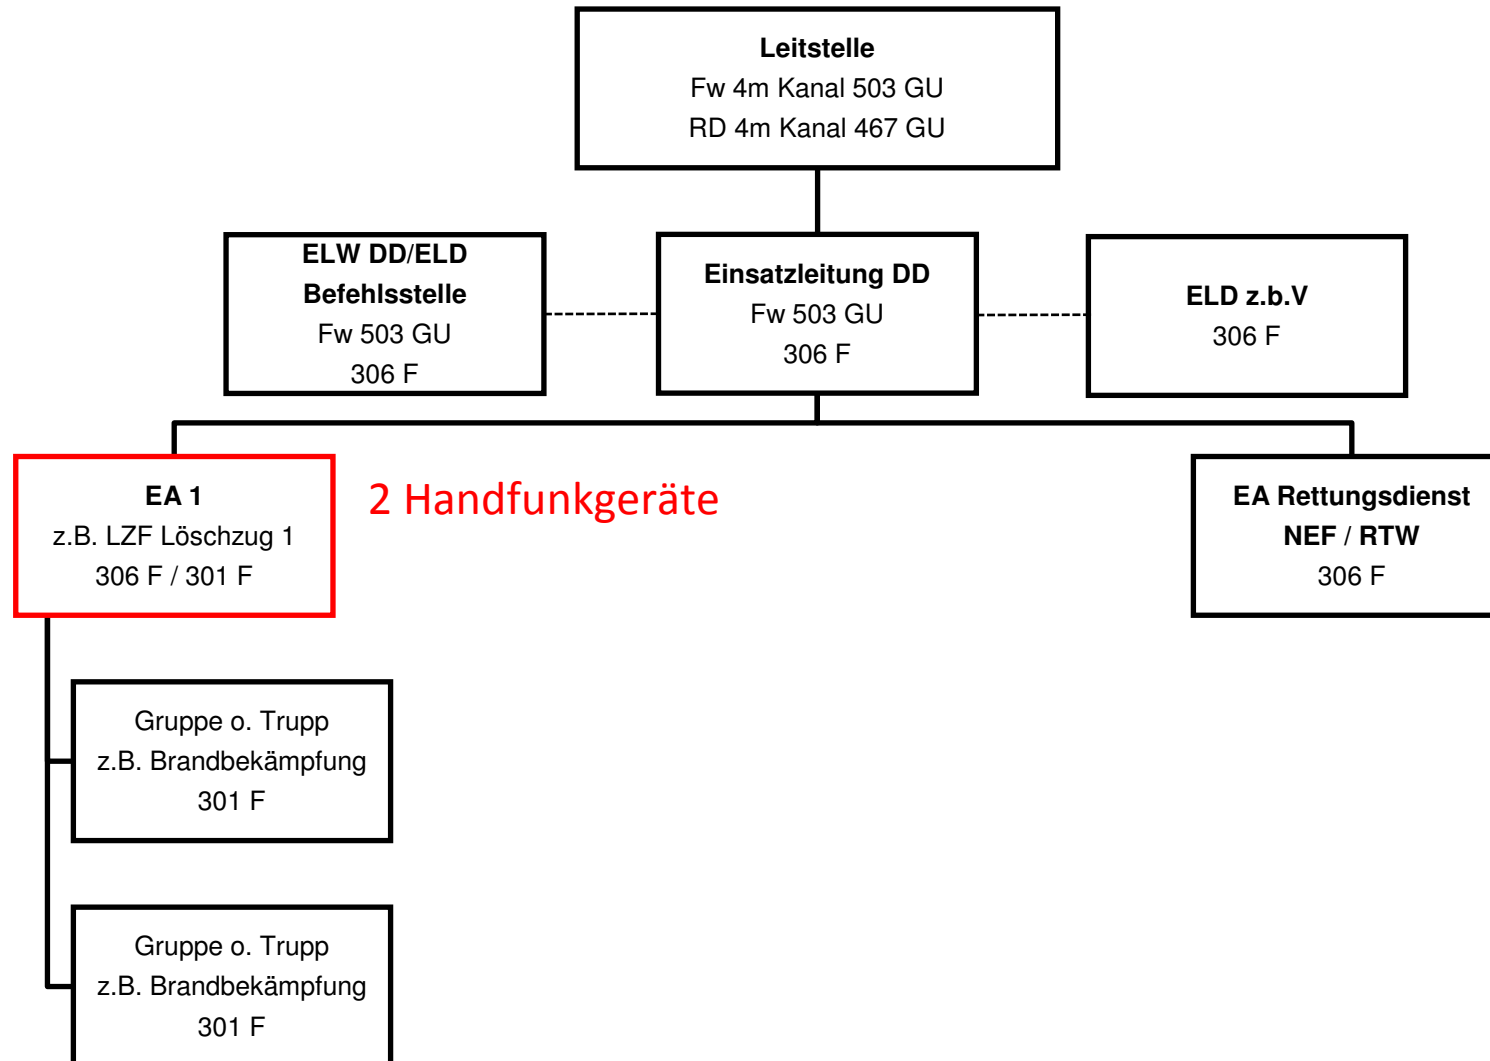 Leitstelle
Fw 4m Kanal 503 GU
RD 4m Kanal 467 GU
ELW DD/ELD
Befehlsstelle
Fw 503 GU
306 F
Einsatzleitung DD
Fw 503 GU
306 F
ELD z.b.V
306 F
EA 1
z.B. LZF Löschzug 1
306 F / 301 F
2 Handfunkgeräte
EA Rettungsdienst
NEF / RTW
306 F
Gruppe o. Trupp
z.B. Brandbekämpfung
301 F
Gruppe o. Trupp
z.B. Brandbekämpfung
301 F